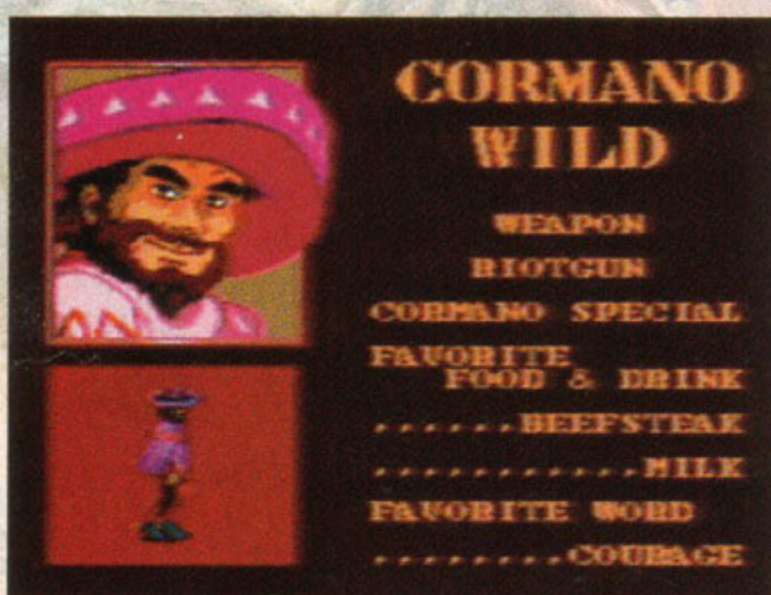 CORMANO
WILD
WEAPON
RIOTGUN
CORMANO SPECIAL
FAVORITE
FOOD & DRINK
.......BEEFSTEAK
.............MILK
FAVORITE WORD
.........COURAGE